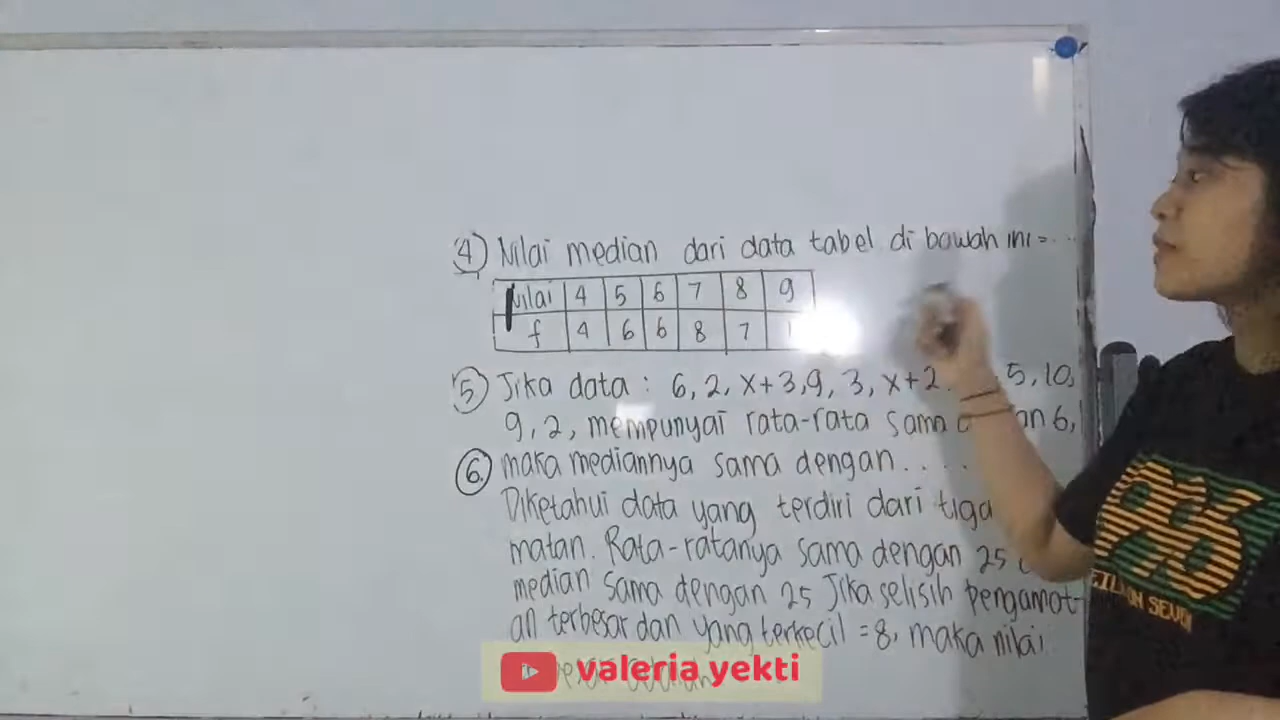 4) Nilai median dari data tabel di bawah ini = ...
Nilai 4 5 6 7 8 9
f 4 6 6 8 7 1
5) Jika data : 6, 2, x+3, 9, 3, x+2, 5, 10,
9, 2, mempunyai rata-rata sama an 6,
6. maka mediannya sama dengan ....
Diketahui data yang terdiri dari tiga
matan. Rata-ratanya sama dengan 25
median sama dengan 25 Jika selisih pengamat-
an terbesar dan yang terkecil = 8, maka nilai
valeria yekti